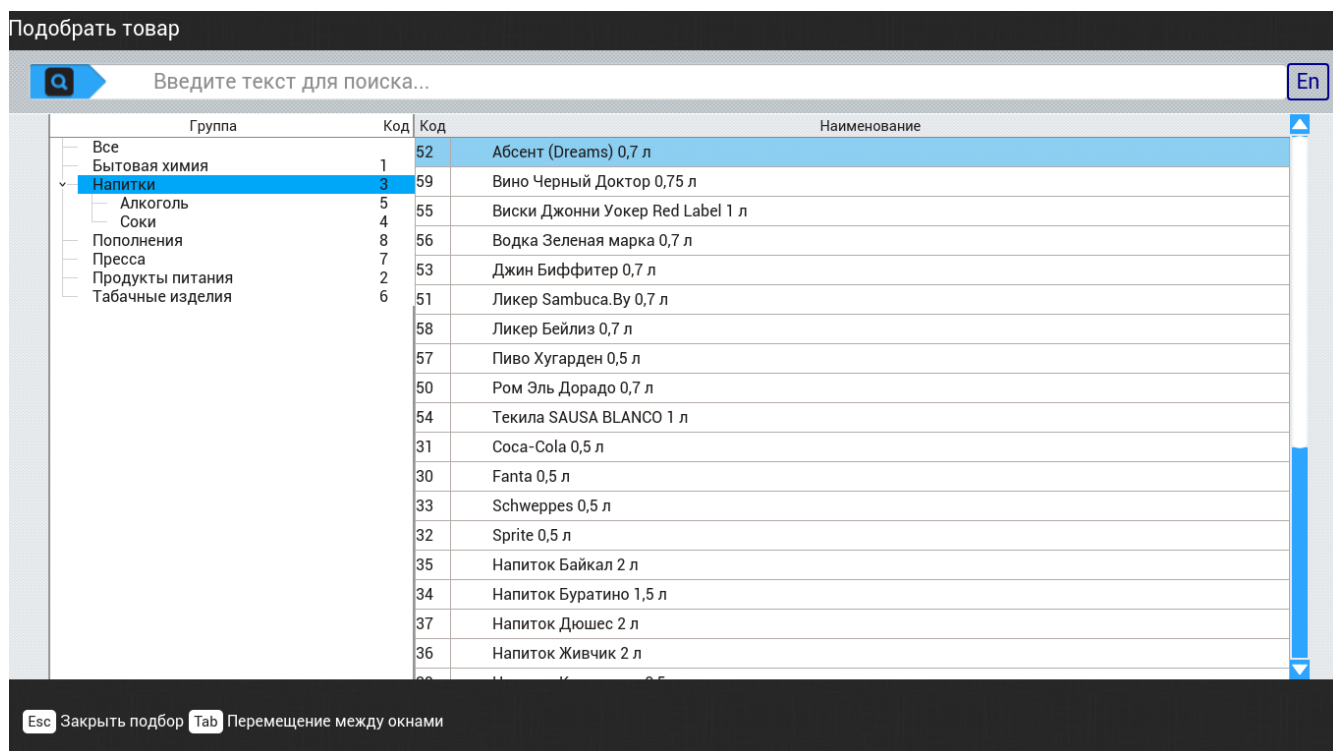 Подобрать товар
Введите текст для поиска...
En
Группа Код
Все
Бытовая химия 1
Напитки 3
Алкоголь 5
Соки 4
Пополнения 8
Пресса 7
Продукты питания 2
Табачные изделия 6
Код Наименование
52 Абсент (Dreams) 0,7 л
59 Вино Черный Доктор 0,75 л
55 Виски Джонни Уокер Red Label 1 л
56 Водка Зеленая марка 0,7 л
53 Джин Биффитер 0,7 л
51 Ликер Sambuca.By 0,7 л
58 Ликер Бейлиз 0,7 л
57 Пиво Хугарден 0,5 л
50 Ром Эль Дорадо 0,7 л
54 Текила SAUSA BLANCO 1 л
31 Coca-Cola 0,5 л
30 Fanta 0,5 л
33 Schweppes 0,5 л
32 Sprite 0,5 л
35 Напиток Байкал 2 л
34 Напиток Буратино 1,5 л
37 Напиток Дюшес 2 л
36 Напиток Живчик 2 л
Esc Закрыть подбор Tab Перемещение между окнами